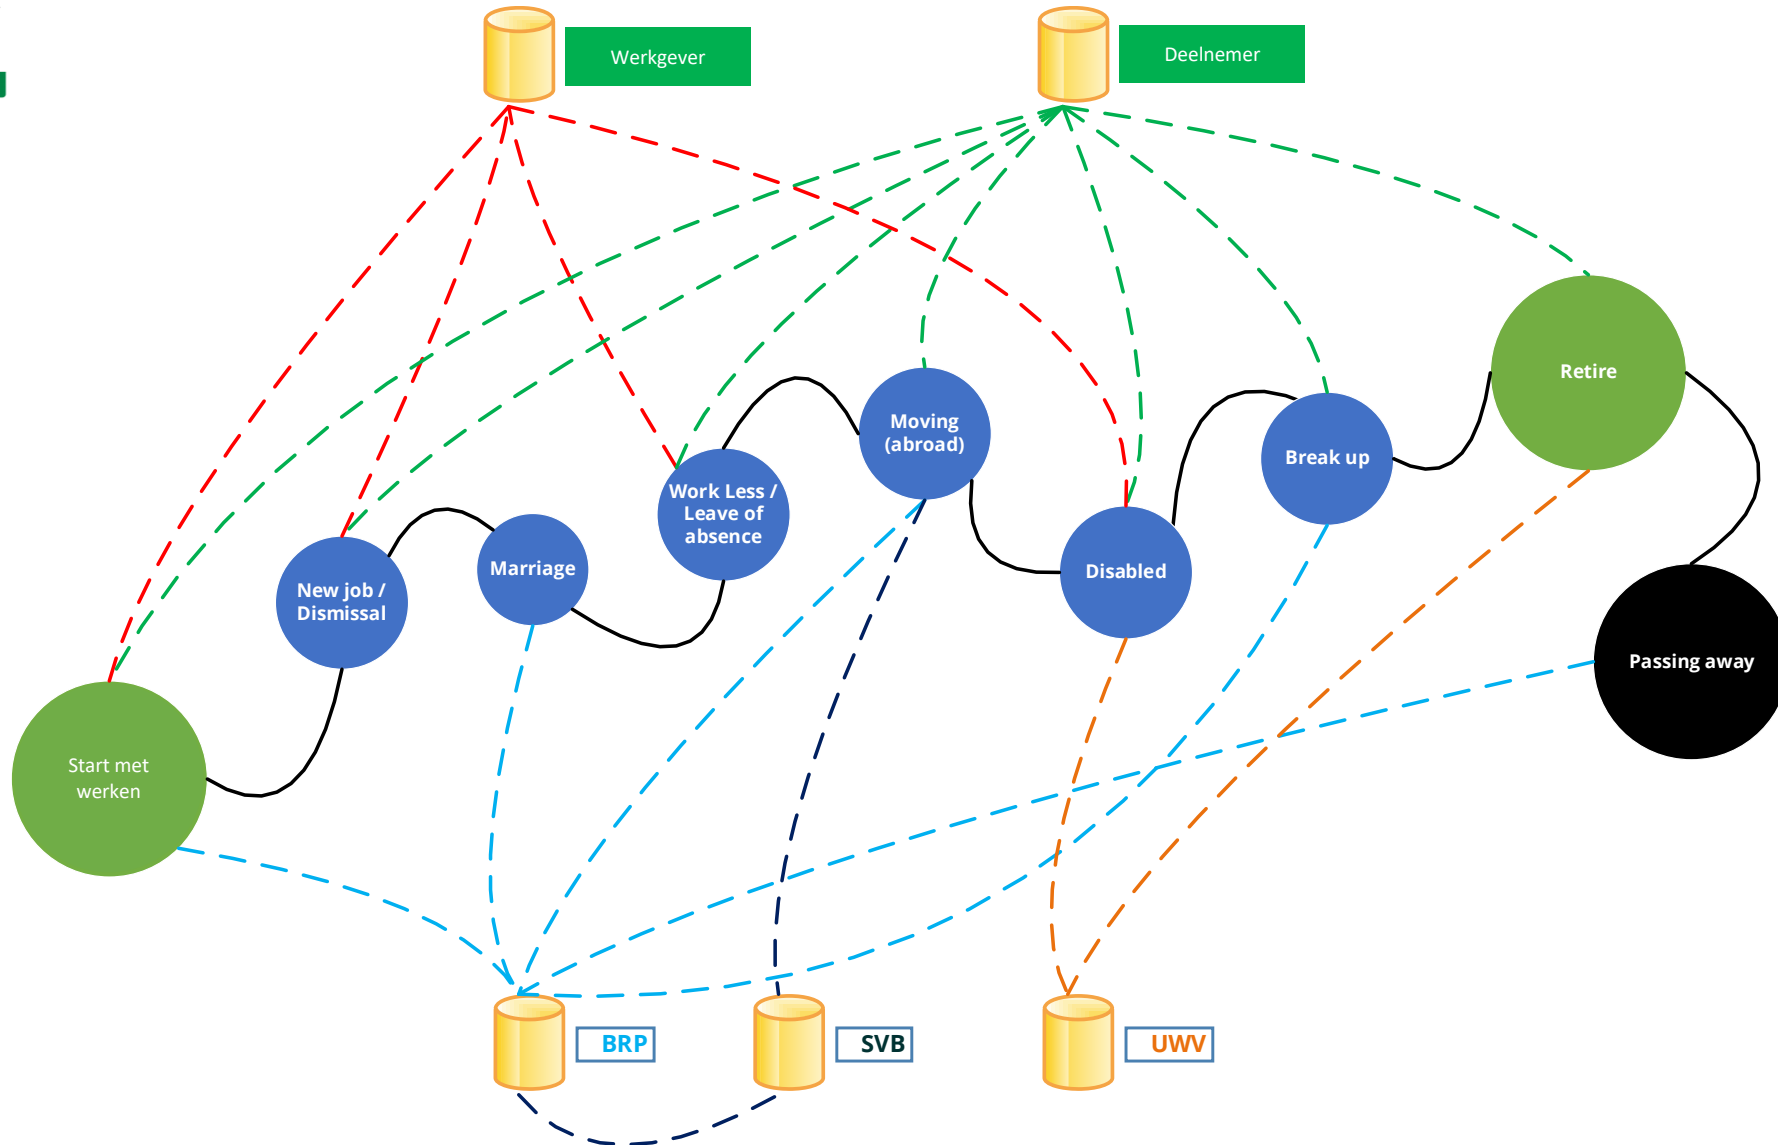 Werkgever
Deelnemer
Retire
Moving
(abroad)
Break up
Work Less /
Leave of
absence
Marriage
Disabled
New job /
Dismissal
Passing away
Start met
werken
BRP
SVB
UWV